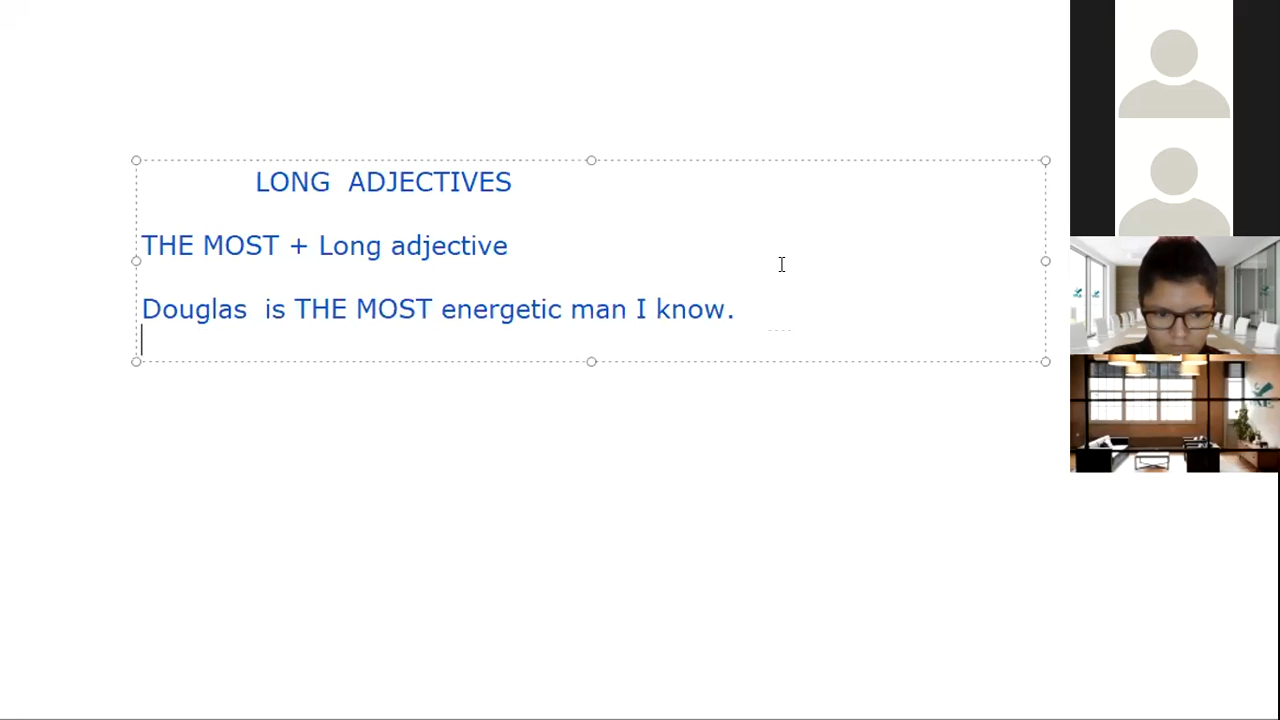 LONG ADJECTIVES
THE MOST + Long adjective
Douglas is THE MOST energetic man I know.